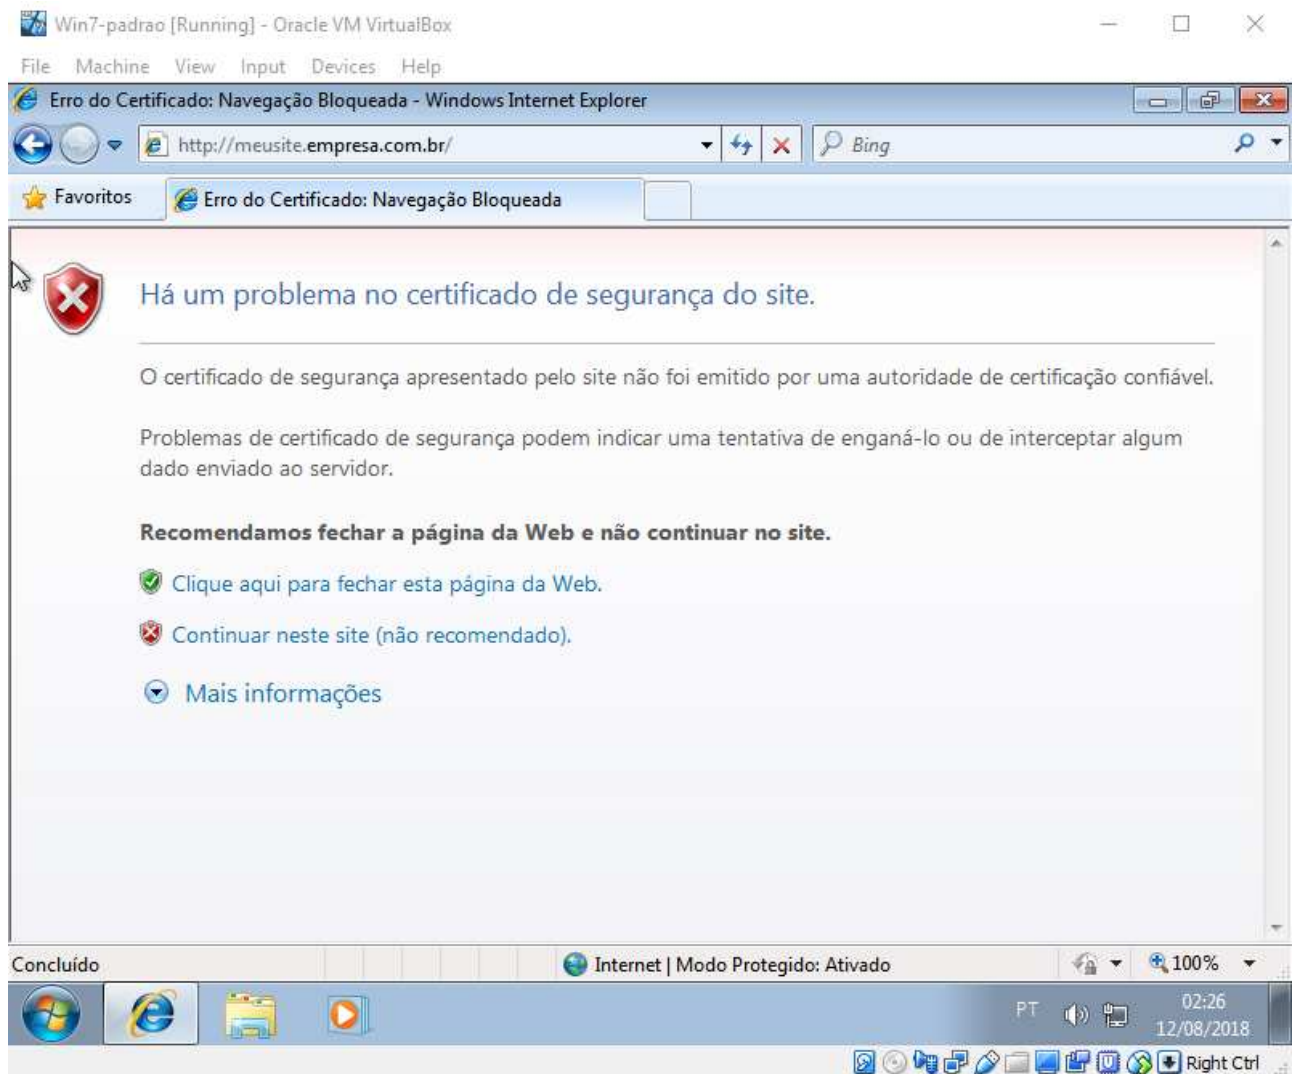 Win7-padrao [Running] - Oracle VM VirtualBox
File Machine View Input Devices Help
Erro do Certificado: Navegação Bloqueada - Windows Internet Explorer
http://meusite.empresa.com.br/
Bing
Favoritos
Erro do Certificado: Navegação Bloqueada
Há um problema no certificado de segurança do site.
O certificado de segurança apresentado pelo site não foi emitido por uma autoridade de certificação confiável.
Problemas de certificado de segurança podem indicar uma tentativa de enganá-lo ou de interceptar algum
dado enviado ao servidor.
Recomendamos fechar a página da Web e não continuar no site.
Clique aqui para fechar esta página da Web.
Continuar neste site (não recomendado).
Mais informações
Concluído
Internet | Modo Protegido: Ativado
100%
PT
02:26
12/08/2018
Right Ctrl